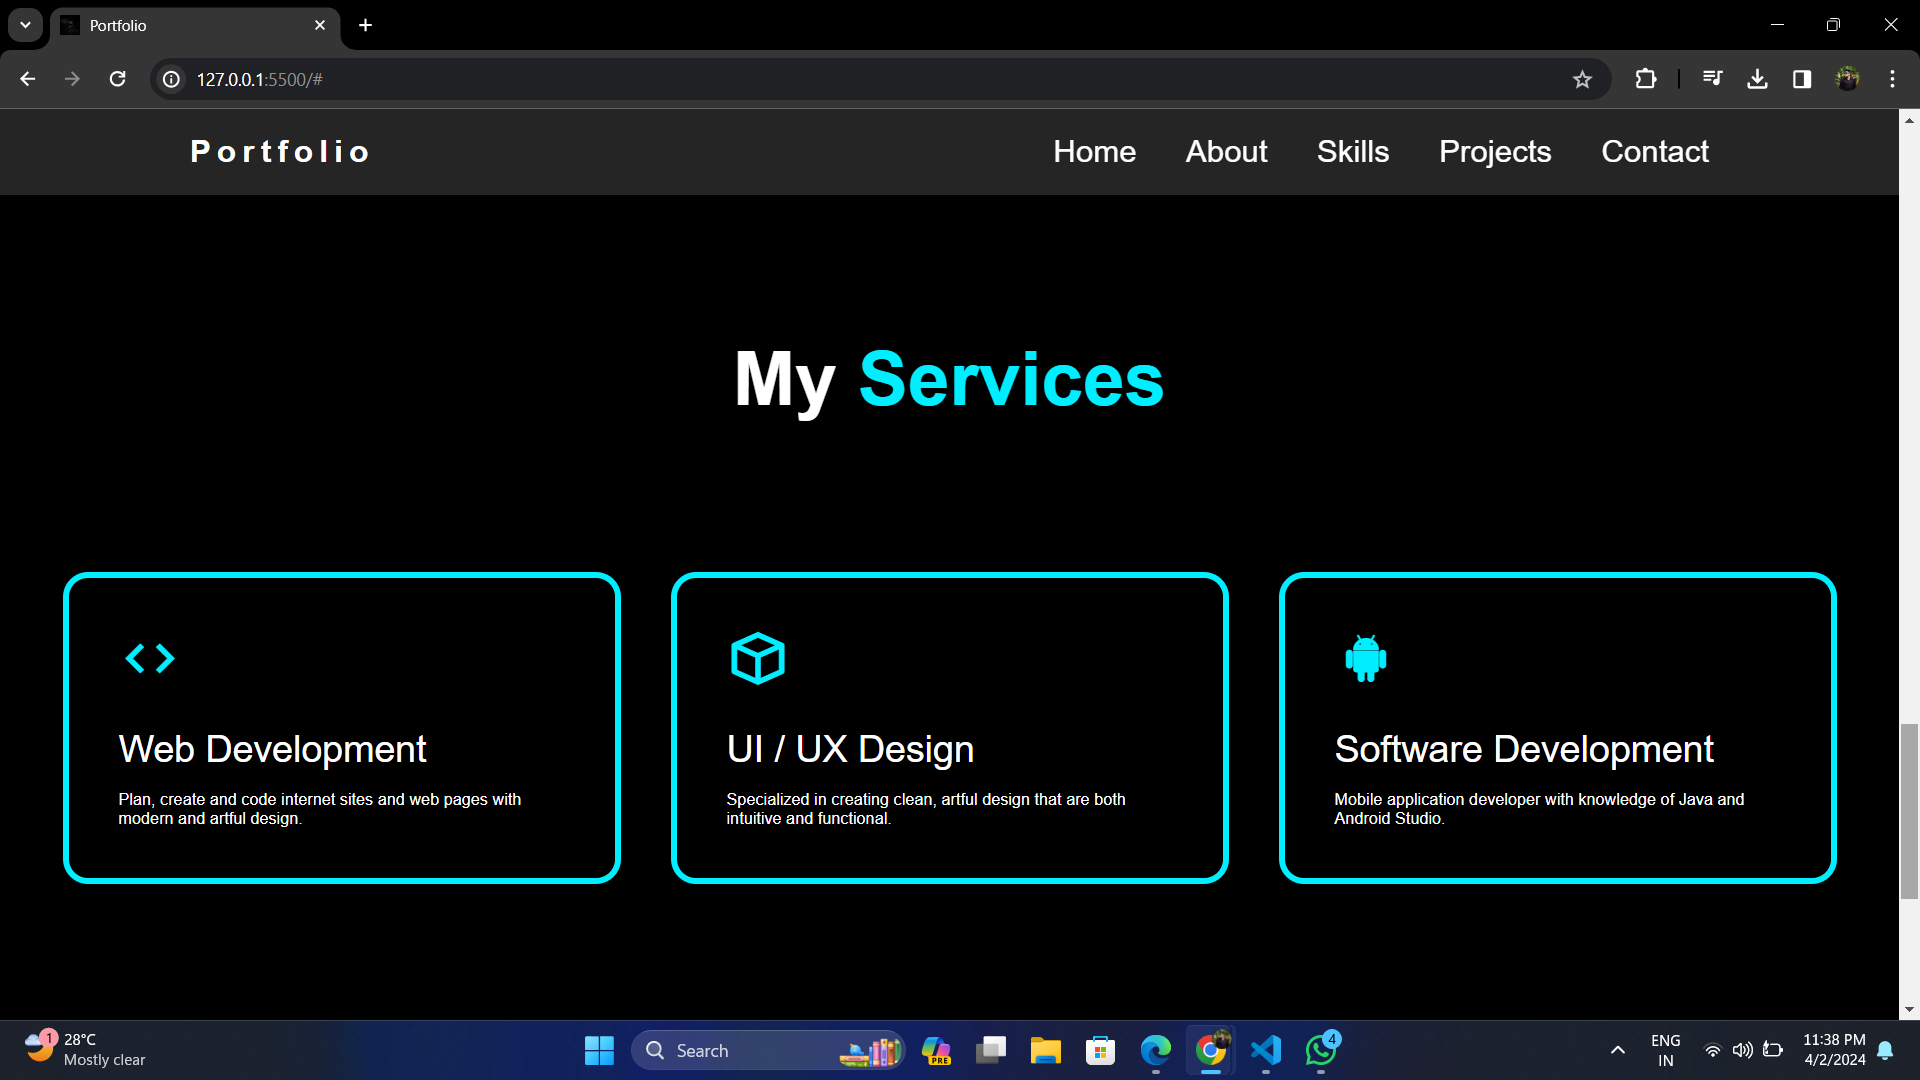 Portfolio
127.0.0.1:5500/#
Portfolio
Home About Skills Projects Contact
My Services
Web Development
Plan, create and code internet sites and web pages with
modern and artful design.
UI / UX Design
Specialized in creating clean, artful design that are both
intuitive and functional.
Software Development
Mobile application developer with knowledge of Java and
Android Studio.
1
28°C
Mostly clear
Search
PRE
4
ENG
IN
11:38 PM
4/2/2024